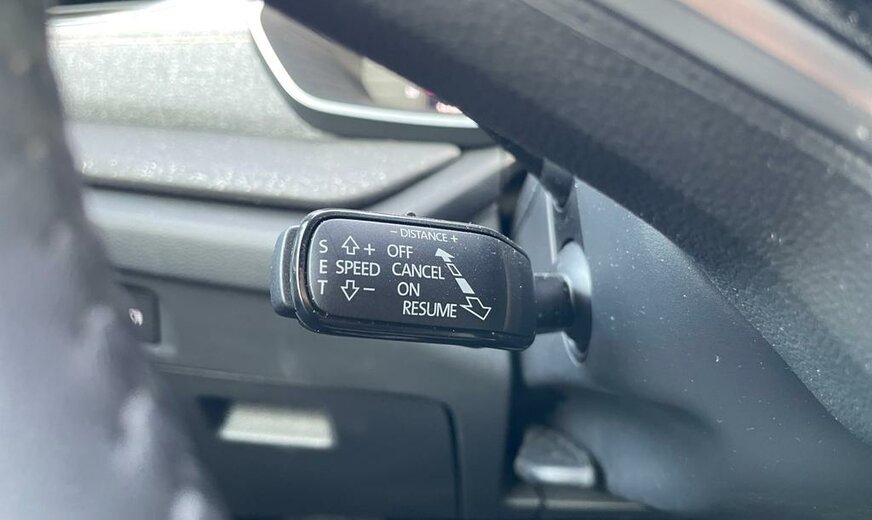 - DISTANCE +
S + OFF
E SPEED CANCEL
T - ON
RESUME